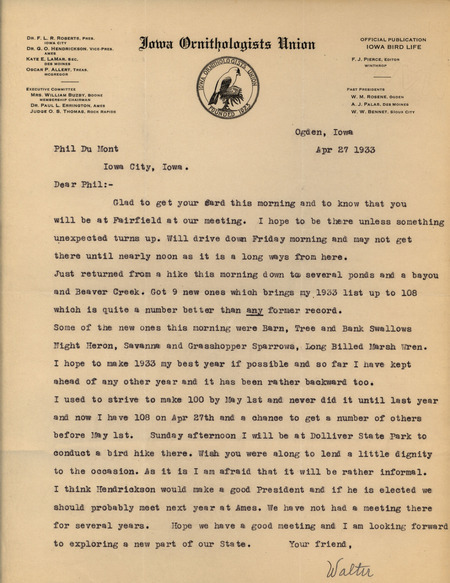 Iowa Ornithologists Union
DR. F. L. R. ROBERTS, PRES.
IOWA CITY
DR. G. O. HENDRICKSON, VICE-PRES.
AMES
KATE E. LAMAR, SEC.
DES MOINES
OSCAR P. ALLERT, TREAS.
MCGREGOR
EXECUTIVE COMMITTEE
MRS. WILLIAM BUZBY, BOONE
MEMBERSHIP CHAIRMAN
DR. PAUL L. ERRINGTON, AMES
JUDGE O. S. THOMAS, ROCK RAPIDS
IOWA ORNITHOLOGISTS UNION
FOUNDED 1923
OFFICIAL PUBLICATION
IOWA BIRD LIFE
F. J. PIERCE, EDITOR
WINTHROP
PAST PRESIDENTS
W. M. ROSENE, OGDEN
A. J. PALAS, DES MOINES
W. W. BENNETT, SIOUX CITY
Ogden, Iowa
Phil Du Mont Apr 27 1933
Iowa City, Iowa.
Dear Phil:-
Glad to get your card this morning and to know that you
will be at Fairfield at our meeting. I hope to be there unless something
unexpected turns up. Will drive down Friday morning and may not get
there until nearly noon as it is a long ways from here.
Just returned from a hike this morning down to several ponds and a bayou
and Beaver Creek. Got 9 new ones which brings my 1933 list up to 108
which is quite a number better than any former record.
Some of the new ones this morning were Barn, Tree and Bank Swallows
Night Heron, Savanna and Grasshopper Sparrows, Long Billed Marsh Wren.
I hope to make 1933 my best year if possible and so far I have kept
ahead of any other year and it has been rather backward too.
I used to strive to make 100 by May 1st and never did it until last year
and now I have 108 on Apr 27th and a chance to get a number of others
before May 1st. Sunday afternoon I will be at Dolliver State Park to
conduct a bird hike there. Wish you were along to lend a little dignity
to the occasion. As it is I am afraid that it will be rather informal.
I think Hendrickson would make a good President and if he is elected we
should probably meet next year at Ames. We have not had a meeting there
for several years. Hope we have a good meeting and I am looking forward
to exploring a new part of our State. Your friend,
Walter